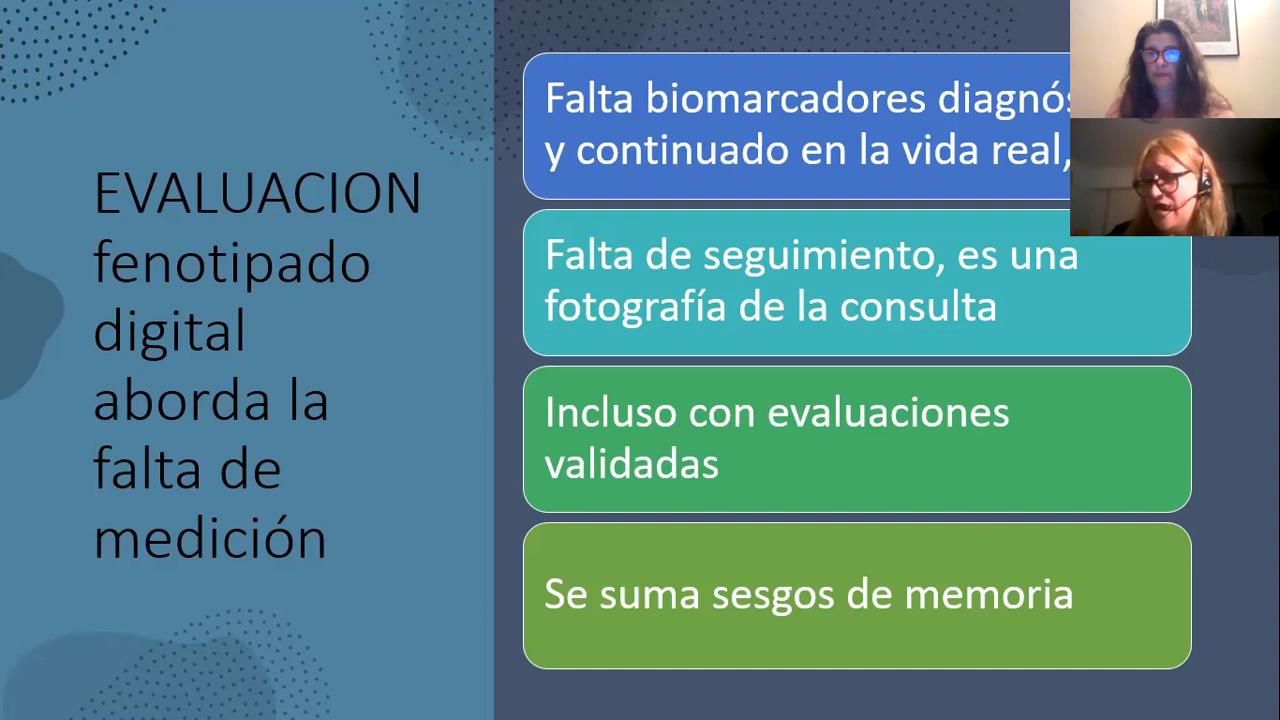 EVALUACION
fenotipado
digital
aborda la
falta de
medición
Falta biomarcadores
y continuado en la vida real,
Falta de seguimiento, es una
fotografía de la consulta
Incluso con evaluaciones
validadas
Se suma sesgos de memoria